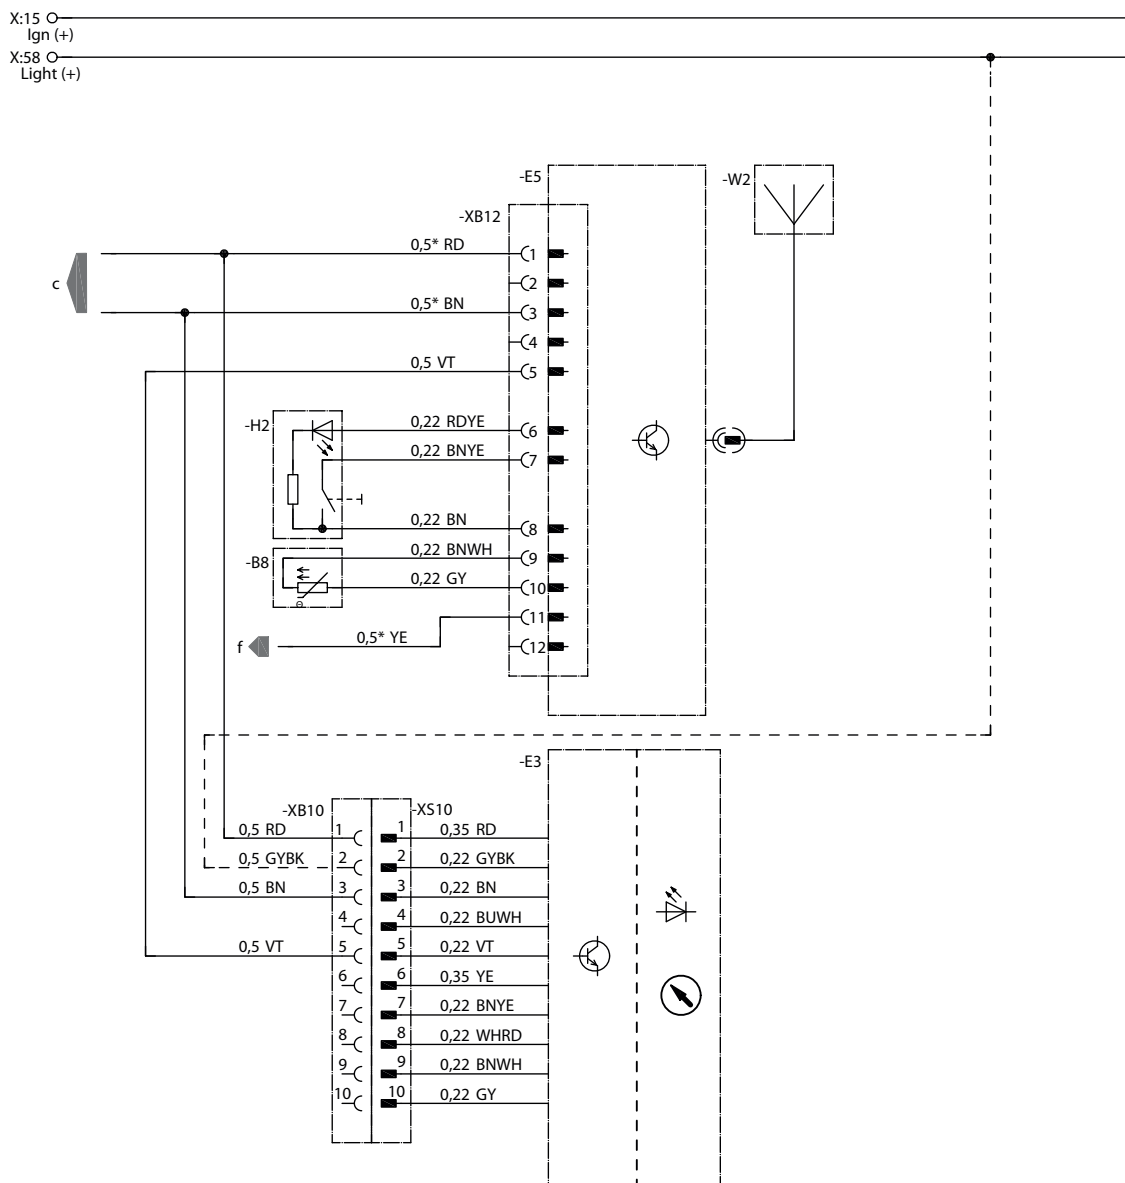 X:15
Ign (+)
X:58
Light (+)
-E5
-W2
-XB12
0,5* RD
1
2
c
0,5* BN
3
4
0,5 VT
5
-H2
0,22 RDYE
6
0,22 BNYE
7
0,22 BN
8
-B8
0,22 BNWH
9
0,22 GY
10
Θ
11
f
0,5* YE
12
-E3
-XB10
-XS10
0,5 RD
1
1
0,35 RD
0,5 GYBK
2
2
0,22 GYBK
0,5 BN
3
3
0,22 BN
4
4
0,22 BUWH
0,5 VT
5
5
0,22 VT
6
6
0,35 YE
7
7
0,22 BNYE
8
8
0,22 WHRD
9
9
0,22 BNWH
10
10
0,22 GY